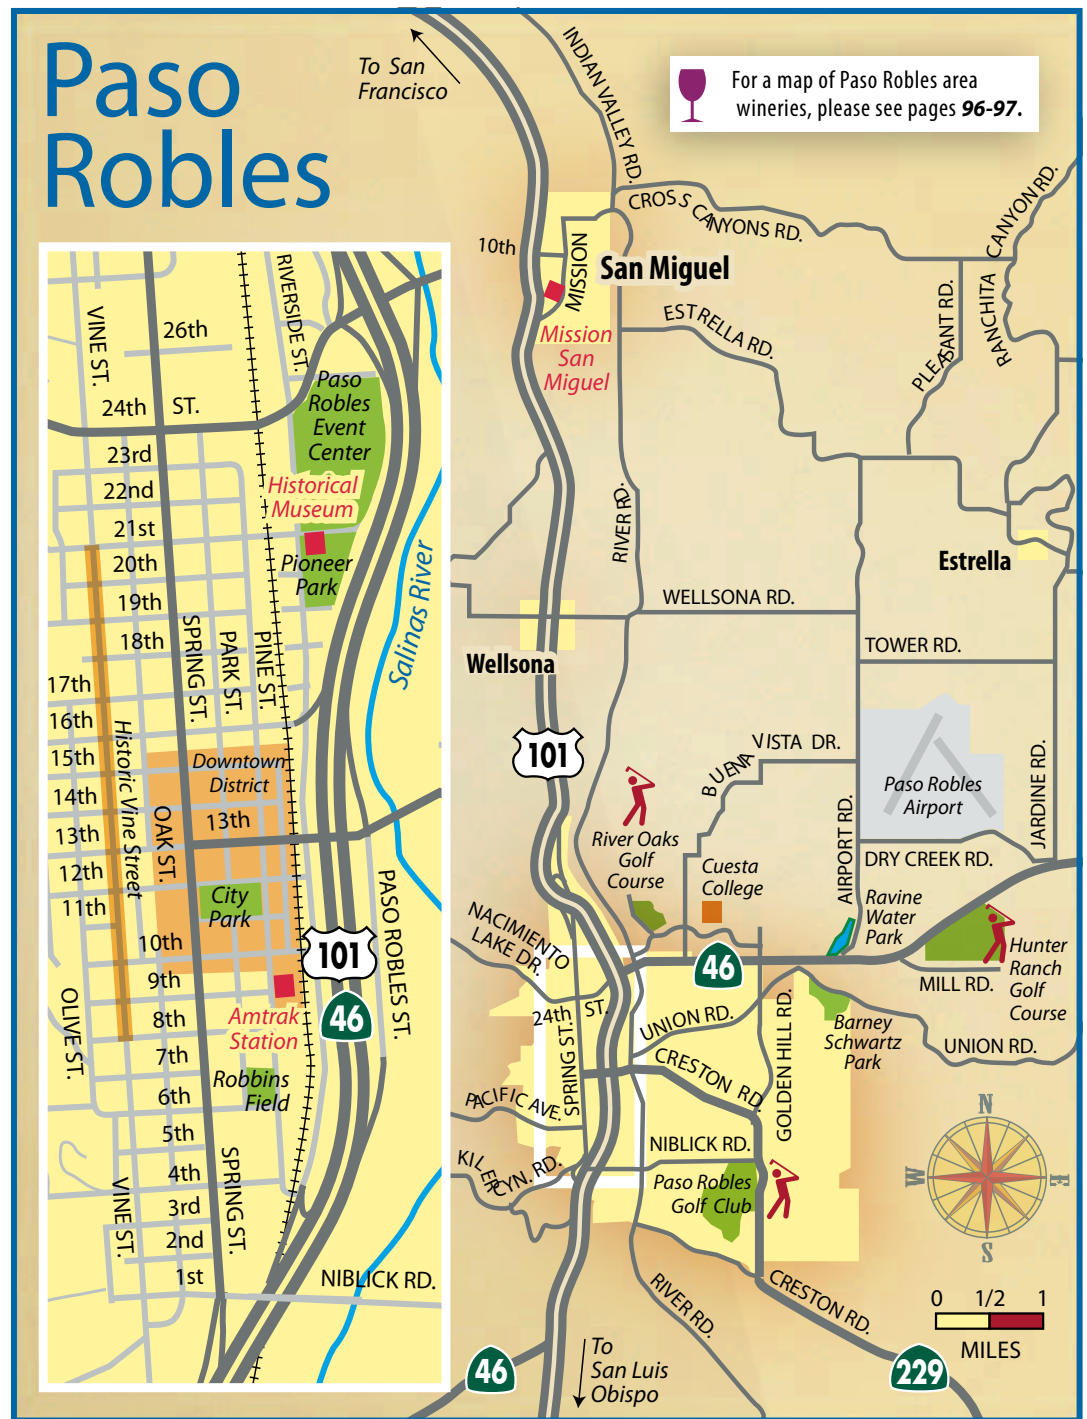 Paso
Robles
To San
Francisco
INDIAN VALLEY RD.
For a map of Paso Robles area
wineries, please see pages 96-97.
CROSS CANYONS RD.
CANYON RD.
RANCHITA
PLEASANT RD.
10th
MISSION
San Miguel
Mission
San
Miguel
ESTRELLA RD.
RIVER RD.
Estrella
WELLSONA RD.
Wellsona
TOWER RD.
101
BUENA VISTA DR.
Paso Robles
Airport
JARDINE RD.
AIRPORT RD.
DRY CREEK RD.
River Oaks
Golf
Course
Cuesta
College
Ravine
Water
Park
Hunter
Ranch
Golf
Course
NACIMIENTO
LAKE DR.
46
MILL RD.
24th ST.
SPRING ST.
UNION RD.
GOLDEN HILL RD.
Barney
Schwartz
Park
UNION RD.
CRESTON RD.
PACIFIC AVE.
NIBLICK RD.
KILER CYN. RD.
Paso Robles
Golf Club
N
W
E
S
RIVER RD.
CRESTON RD.
0 1/2 1
MILES
46
To
San Luis
Obispo
229
VINE ST.
26th
RIVERSIDE ST.
24th ST.
Paso
Robles
Event
Center
23rd
22nd
Historical
Museum
21st
20th
Pioneer
Park
Salinas River
19th
18th
SPRING ST.
PARK ST.
PINE ST.
17th
16th
Historic Vine Street
15th
Downtown
District
14th
OAK ST.
13th
13th
12th
11th
City
Park
PASO ROBLES ST.
10th
101
9th
OLIVE ST.
8th
Amtrak
Station
46
7th
6th
Robbins
Field
5th
4th
VINE ST.
SPRING ST.
3rd
2nd
1st
NIBLICK RD.